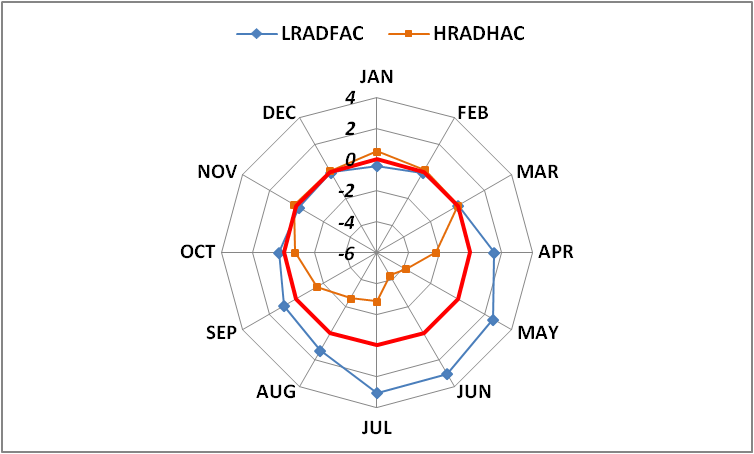 LRADFAC HRADHAC
JAN
FEB
MAR
APR
MAY
JUN
JUL
AUG
SEP
OCT
NOV
DEC
4
2
0
-2
-4
-6